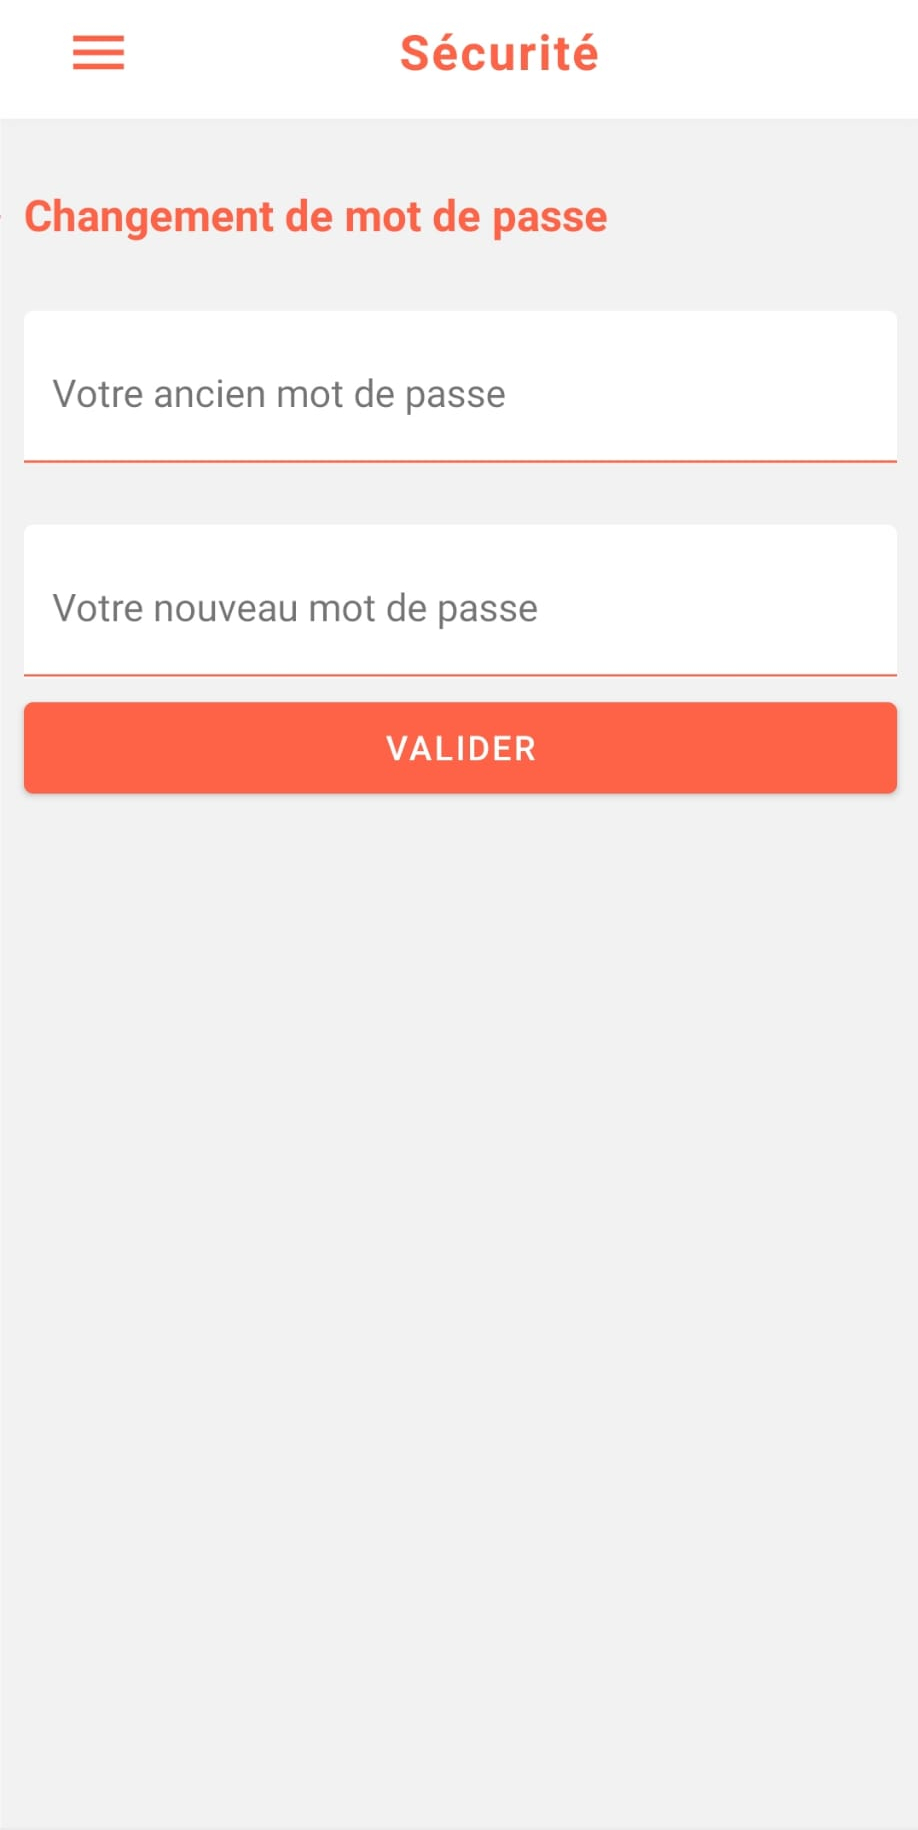 Sécurité
Changement de mot de passe
Votre ancien mot de passe
Votre nouveau mot de passe
VALIDER